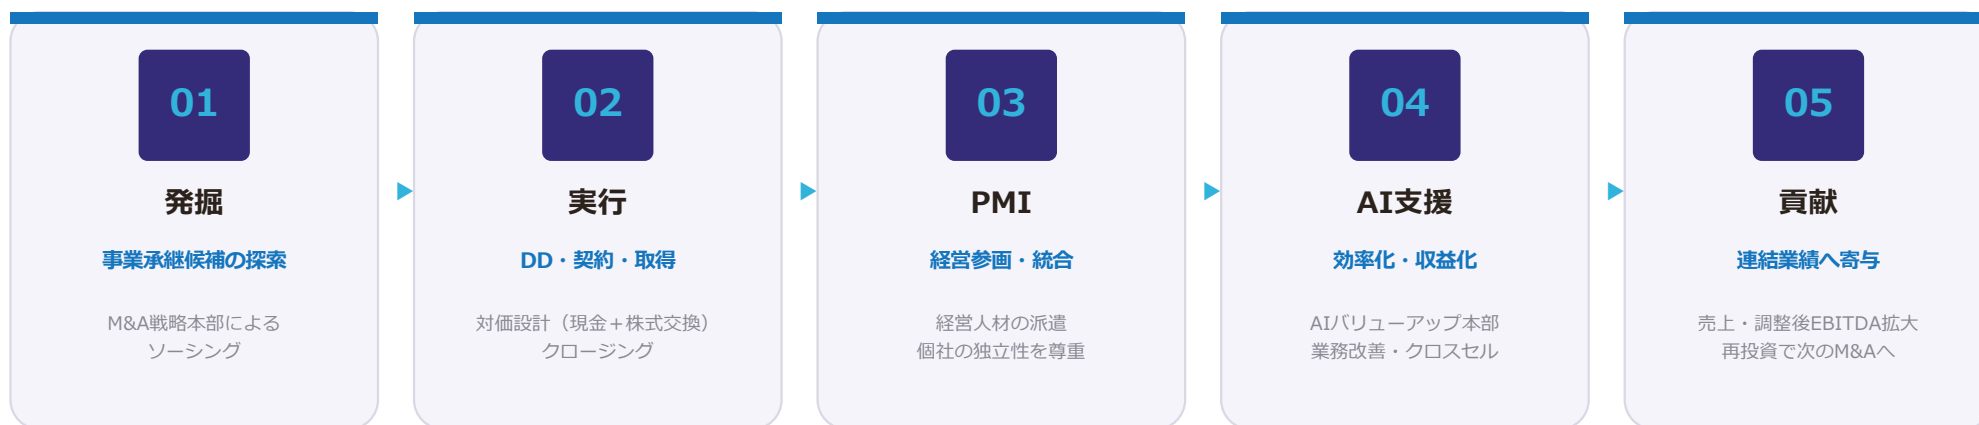 01
発掘
事業承継候補の探索
M&A戦略本部による
ソーシング
02
実行
DD・契約・取得
対価設計（現金＋株式交換）
クロージング
03
PMI
経営参画・統合
経営人材の派遣
個社の独立性を尊重
04
AI支援
効率化・収益化
AIバリューアップ本部
業務改善・クロスセル
05
貢献
連結業績へ寄与
売上・調整後EBITDA拡大
再投資で次のM&Aへ